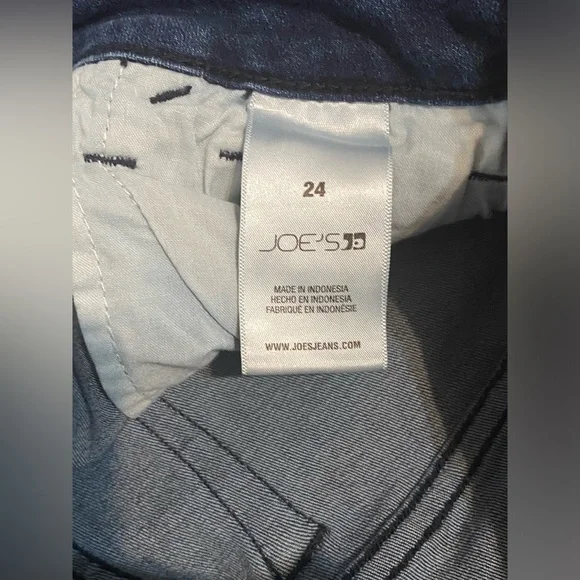 24
JOE'S
MADE IN INDONESIA
HECHO EN INDONESIA
FABRIQUÉ EN INDONÉSIE
WWW.JOESJEANS.COM